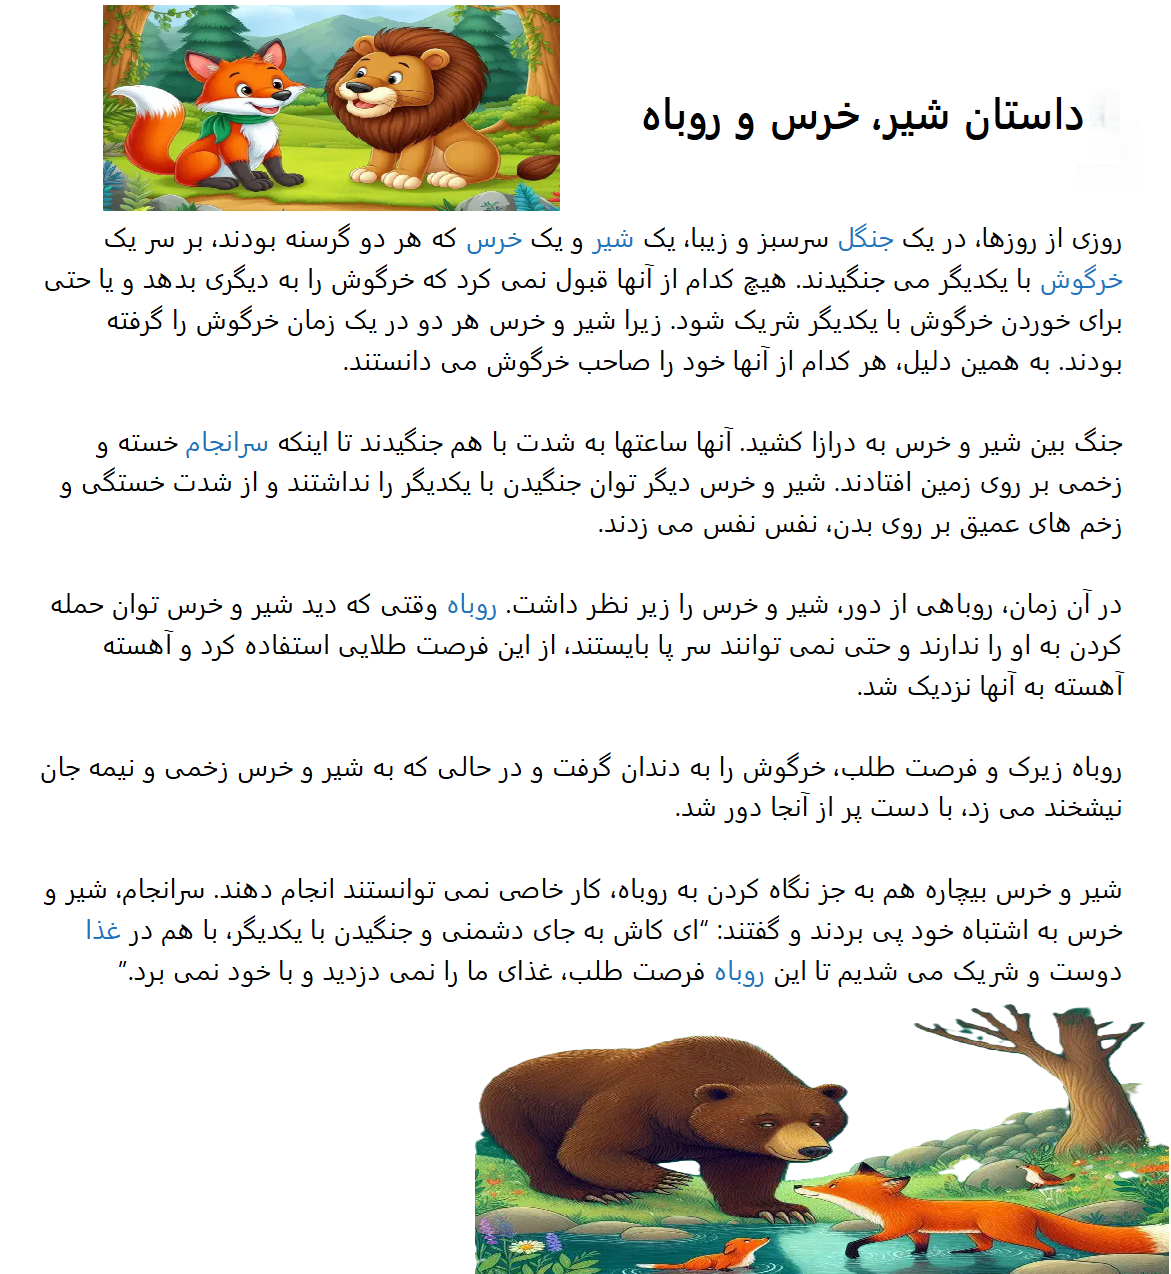 داستان شیر، خرس و روباه
روزی از روزها، در یک جنگل سرسبز و زیبا، یک شیر و یک خرس که هر دو گرسنه بودند، بر سر یک
خرگوش با یکدیگر می جنگیدند. هیچ کدام از آنها قبول نمی کرد که خرگوش را به دیگری بدهد و یا حتی
برای خوردن خرگوش با یکدیگر شریک شود. زیرا شیر و خرس هر دو در یک زمان خرگوش را گرفته
بودند. به همین دلیل، هر کدام از آنها خود را صاحب خرگوش می دانستند.
جنگ بین شیر و خرس به درازا کشید. آنها ساعتها به شدت با هم جنگیدند تا اینکه سرانجام خسته و
زخمی بر روی زمین افتادند. شیر و خرس دیگر توان جنگیدن با یکدیگر را نداشتند و از شدت خستگی و
زخم های عمیق بر روی بدن، نفس نفس می زدند.
در آن زمان، روباهی از دور، شیر و خرس را زیر نظر داشت. روباه وقتی که دید شیر و خرس توان حمله
کردن به او را ندارند و حتی نمی توانند سر پا بایستند، از این فرصت طلایی استفاده کرد و آهسته
آهسته به آنها نزدیک شد.
روباه زیرک و فرصت طلب، خرگوش را به دندان گرفت و در حالی که به شیر و خرس زخمی و نیمه جان
نیشخند می زد، با دست پر از آنجا دور شد.
شیر و خرس بیچاره هم به جز نگاه کردن به روباه، کار خاصی نمی توانستند انجام دهند. سرانجام، شیر و
خرس به اشتباه خود پی بردند و گفتند: “ای کاش به جای دشمنی و جنگیدن با یکدیگر، با هم در غذا
دوست و شریک می شدیم تا این روباه فرصت طلب، غذای ما را نمی دزدید و با خود نمی برد.”